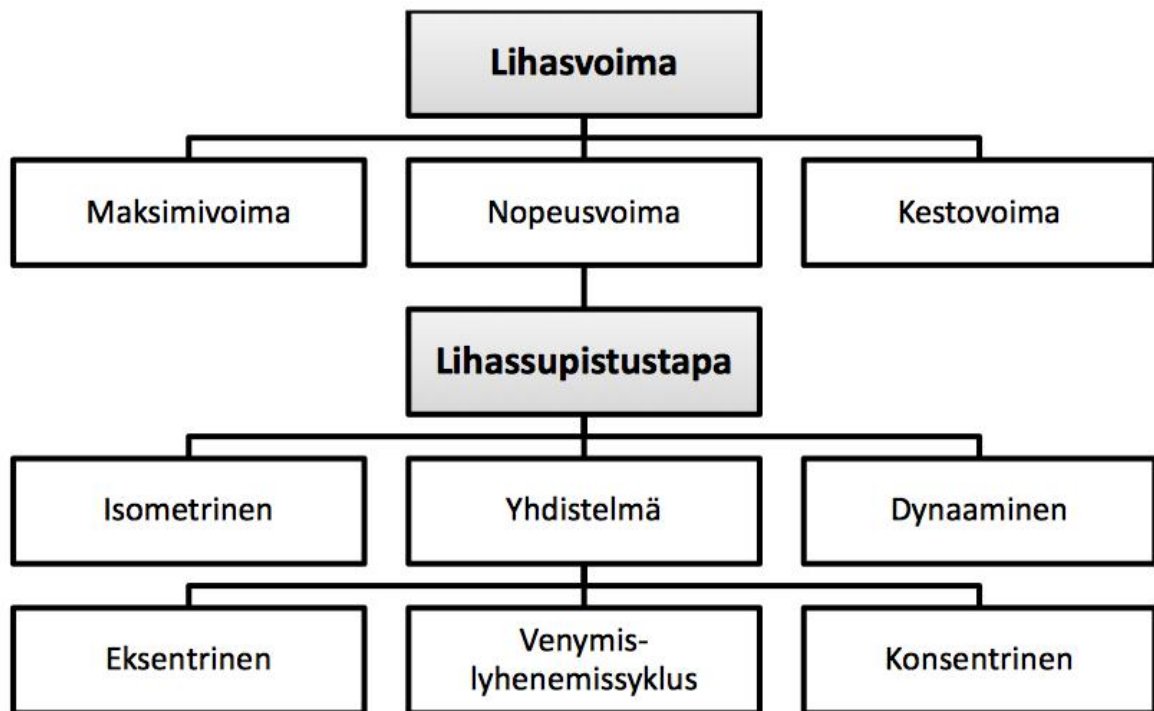 Lihasvoima
Maksimivoima
Nopeusvoima
Kestovoima
Lihassupistustapa
Isometrinen
Yhdistelmä
Dynaaminen
Eksentrinen
Venymis-
lyhenemissyklus
Konsentrinen